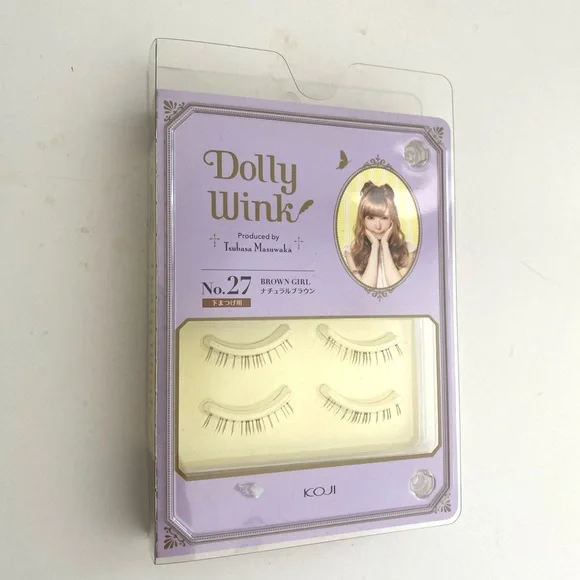 Dolly
Wink
Produced by
Tsubasa Masuwaka
No.27
BROWN GIRL
ナチュラルブラウン
下まつげ用
KOJI